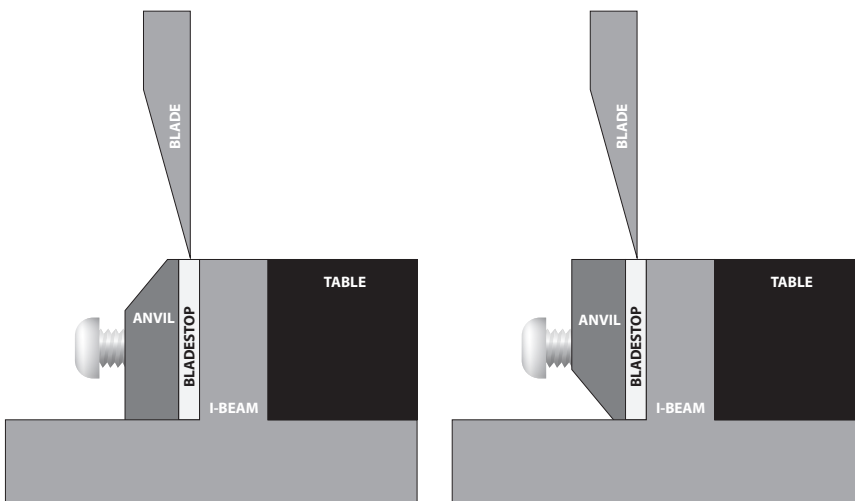 BLADE
TABLE
ANVIL
BLADESTOP
I-BEAM
BLADE
TABLE
ANVIL
BLADESTOP
I-BEAM